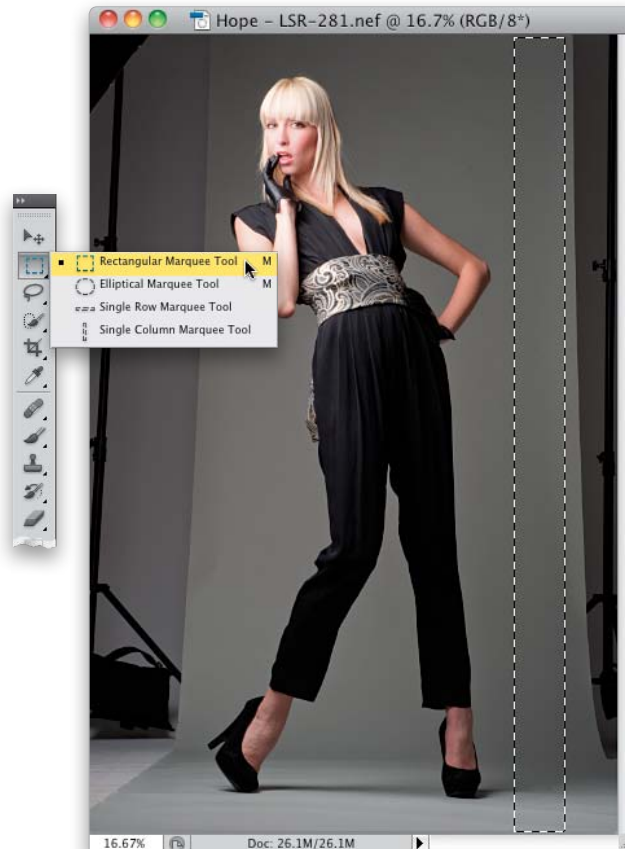 Hope – LSR-281.nef @ 16.7% (RGB/8*)
Rectangular Marquee Tool M
Elliptical Marquee Tool M
Single Row Marquee Tool
Single Column Marquee Tool
16.67% Doc: 26.1M/26.1M